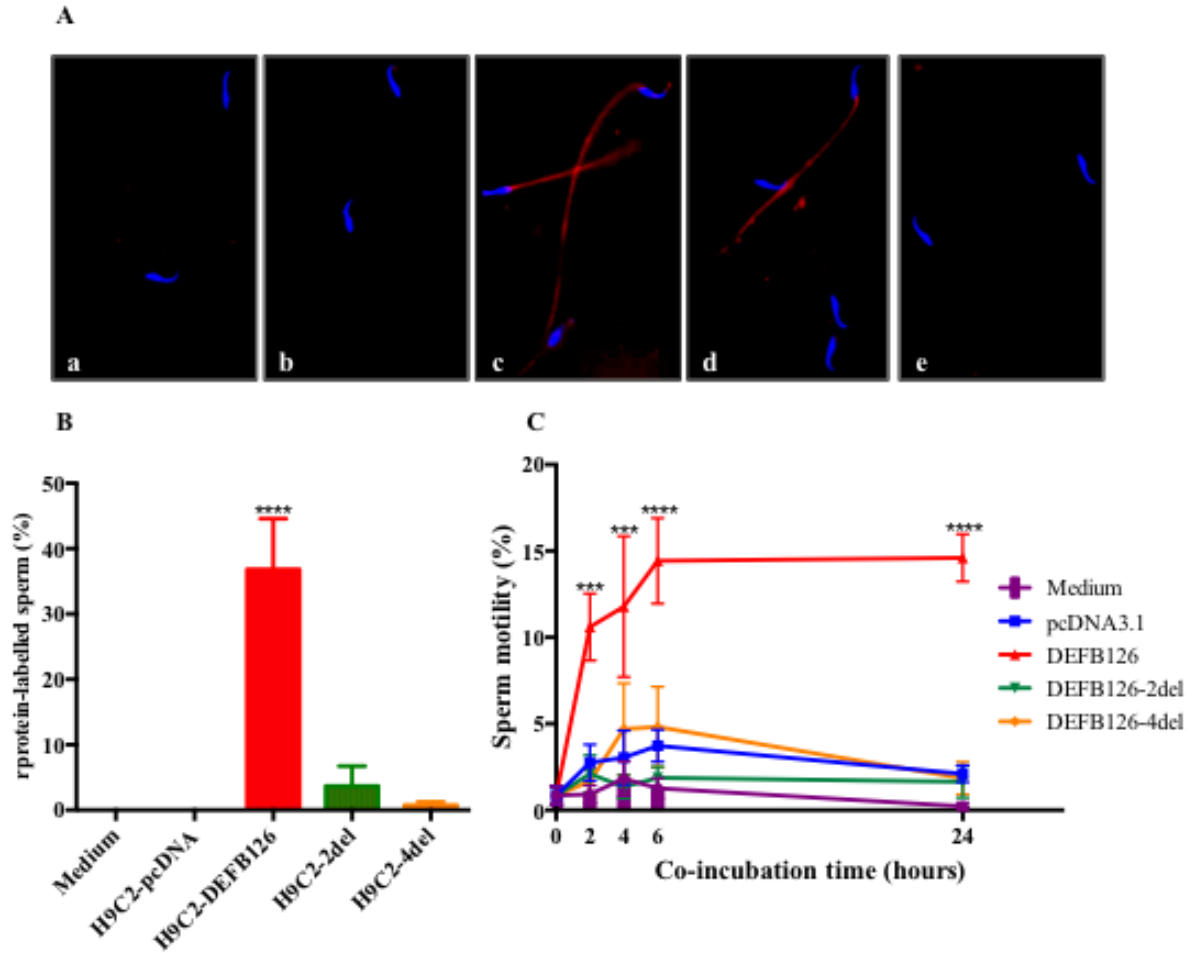 A
a
b
c
d
e
B
C
rprotein-labelled sperm (%)
50
40
30
20
10
0
****
Medium
H9C2-pcDNA
H9C2-DEFB126
H9C2-2del
H9C2-4del
Sperm motility (%)
20
15
10
5
0
***
***
****
****
0
2
4
6
24
Co-incubation time (hours)
Medium
pcDNA3.1
DEFB126
DEFB126-2del
DEFB126-4del